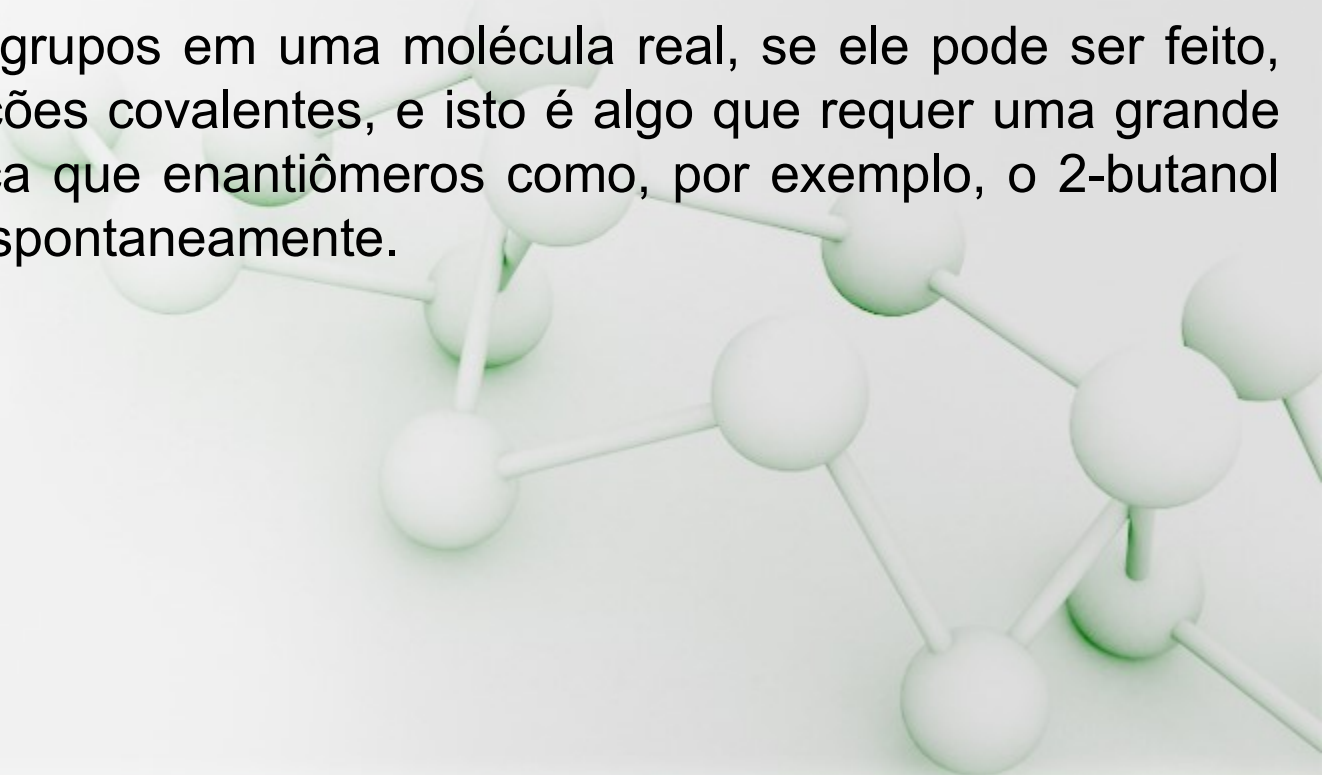 grupos em uma molécula real, se ele pode ser feito,
ções covalentes, e isto é algo que requer uma grande
ca que enantiômeros como, por exemplo, o 2-butanol
spontaneamente.